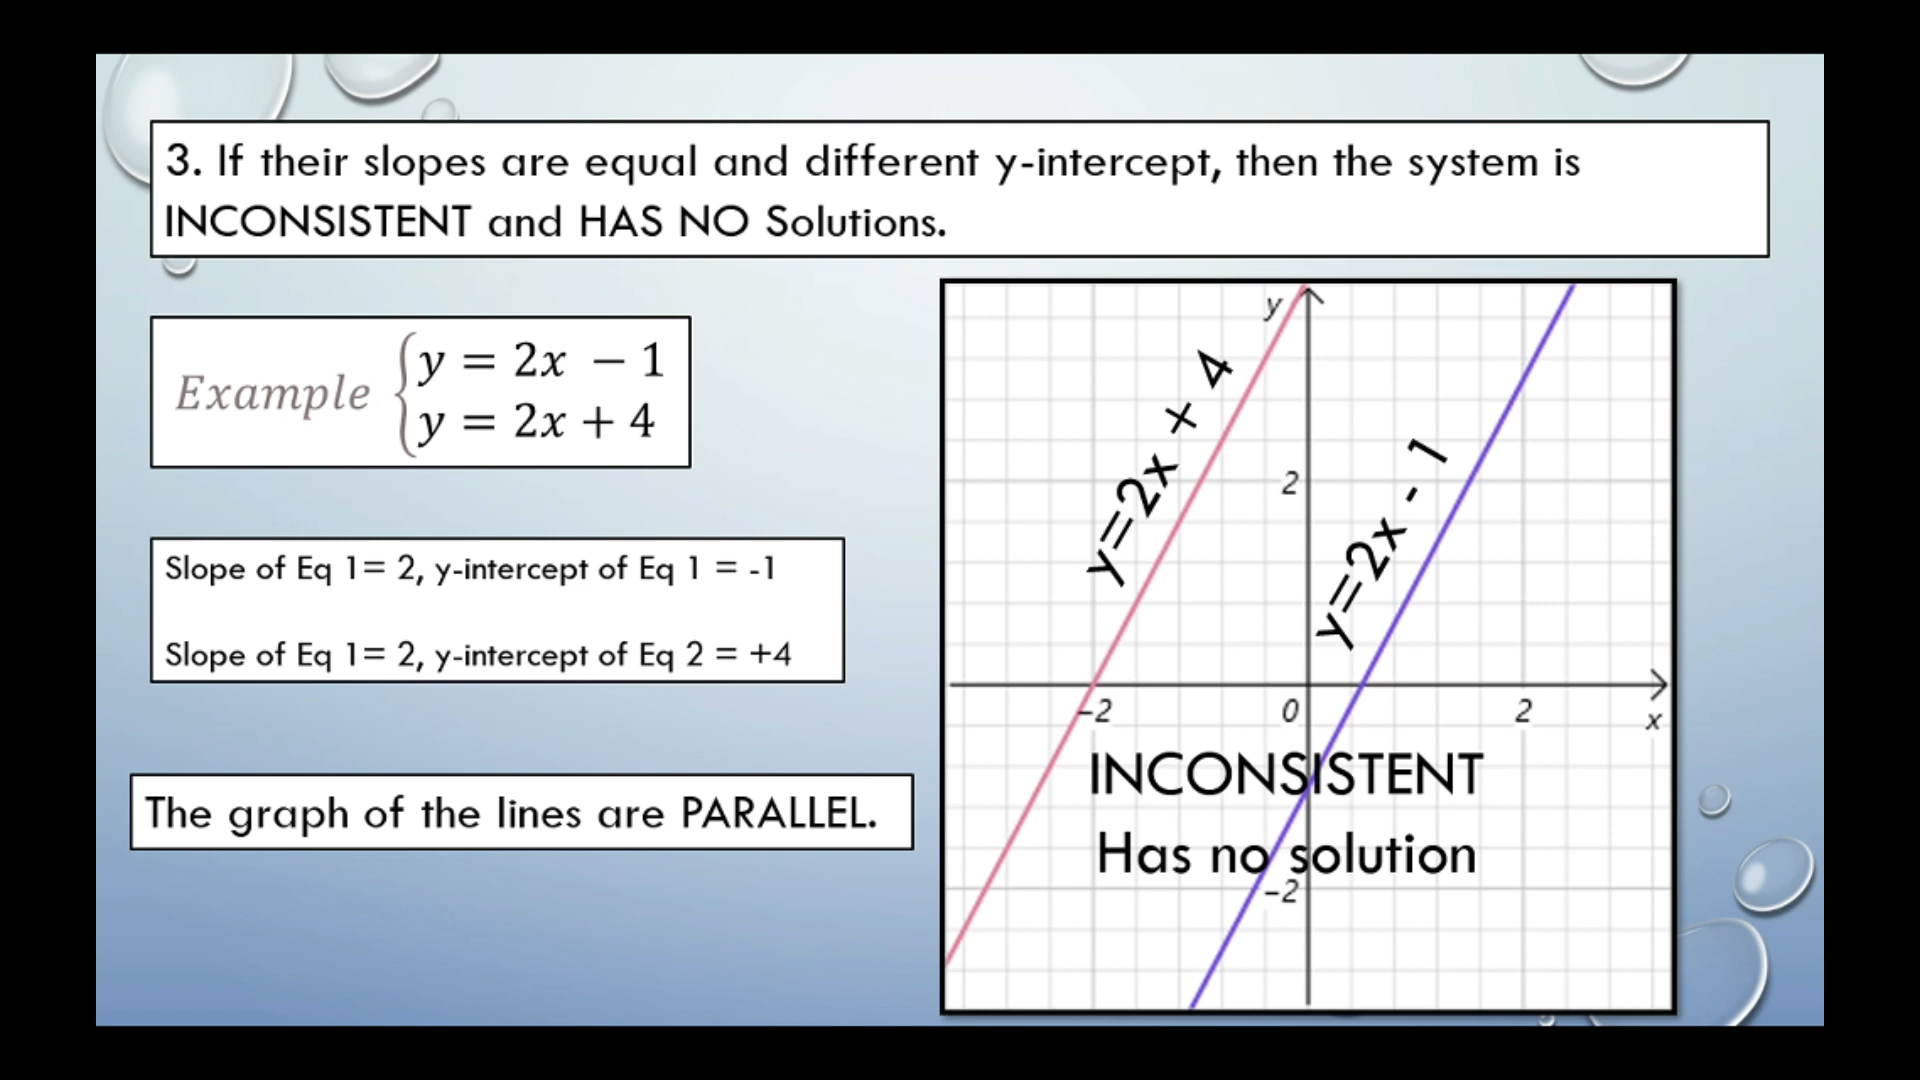 3. If their slopes are equal and different y-intercept, then the system is
INCONSISTENT and HAS NO Solutions.
Example
y = 2x − 1
y = 2x + 4
Slope of Eq 1= 2, y-intercept of Eq 1 = -1
Slope of Eq 1= 2, y-intercept of Eq 2 = +4
The graph of the lines are PARALLEL.
y
y=2x + 4
2
y=2x - 1
−2
0
2
x
INCONSISTENT
Has no solution
−2